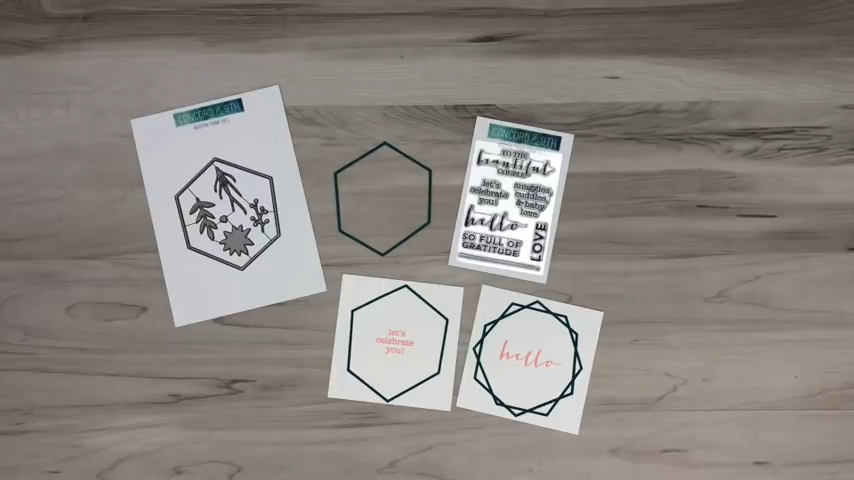 CONCORD & 9TH
CONCORD & 9TH
TO THE
beautiful
COUPLE
let's
celebrate
you!
snuggles,
cuddles,
& baby
love
hello
LOVE
SO FULL OF
GRATITUDE
let's
celebrate
you!
hello